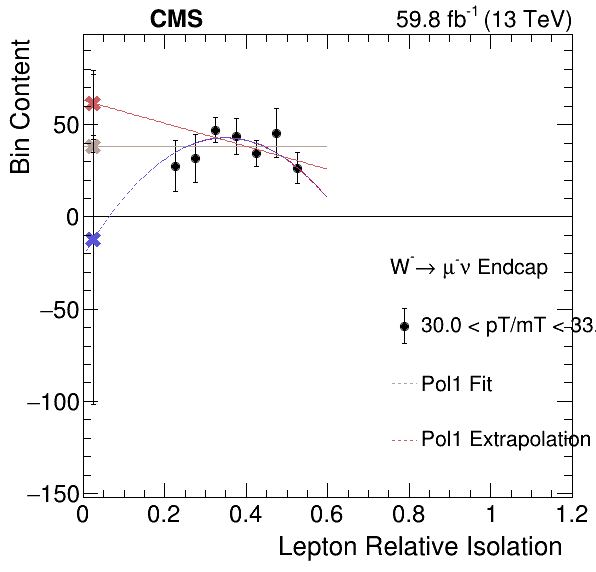 CMS
59.8 fb-1 (13 TeV)
Bin Content
50
0
−50
−100
−150
W-→ μ-ν Endcap
30.0 < pT/mT < 33.
Pol1 Fit
Pol1 Extrapolation
0
0.2
0.4
0.6
0.8
1
1.2
Lepton Relative Isolation